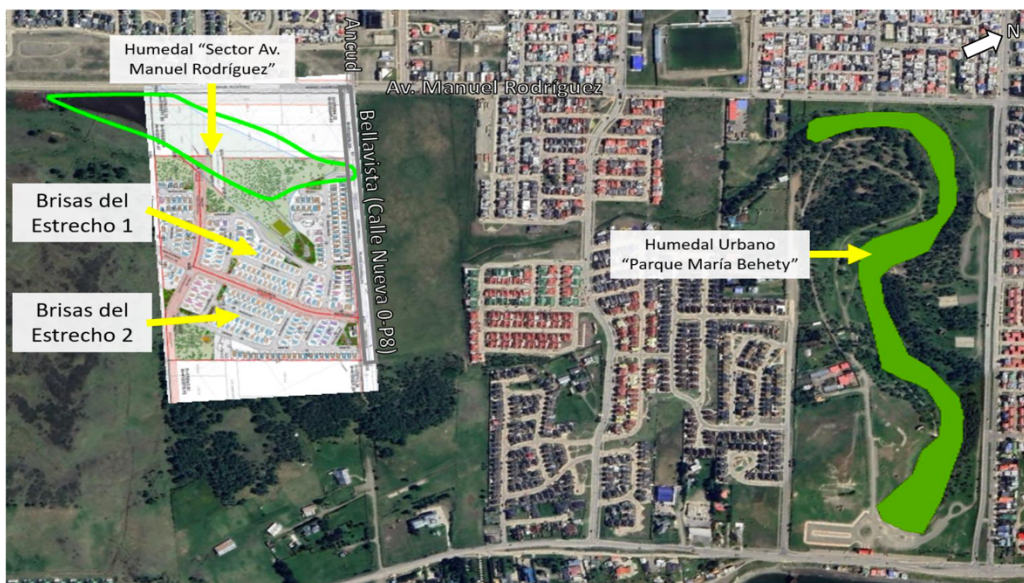 Humedal “Sector Av.
Manuel Rodríguez”
Ancud
N
Av. Manuel Rodríguez
Bellavista (Calle Nueva 0-P8)
Brisas del
Estrecho 1
Humedal Urbano
“Parque María Behety”
Brisas del
Estrecho 2